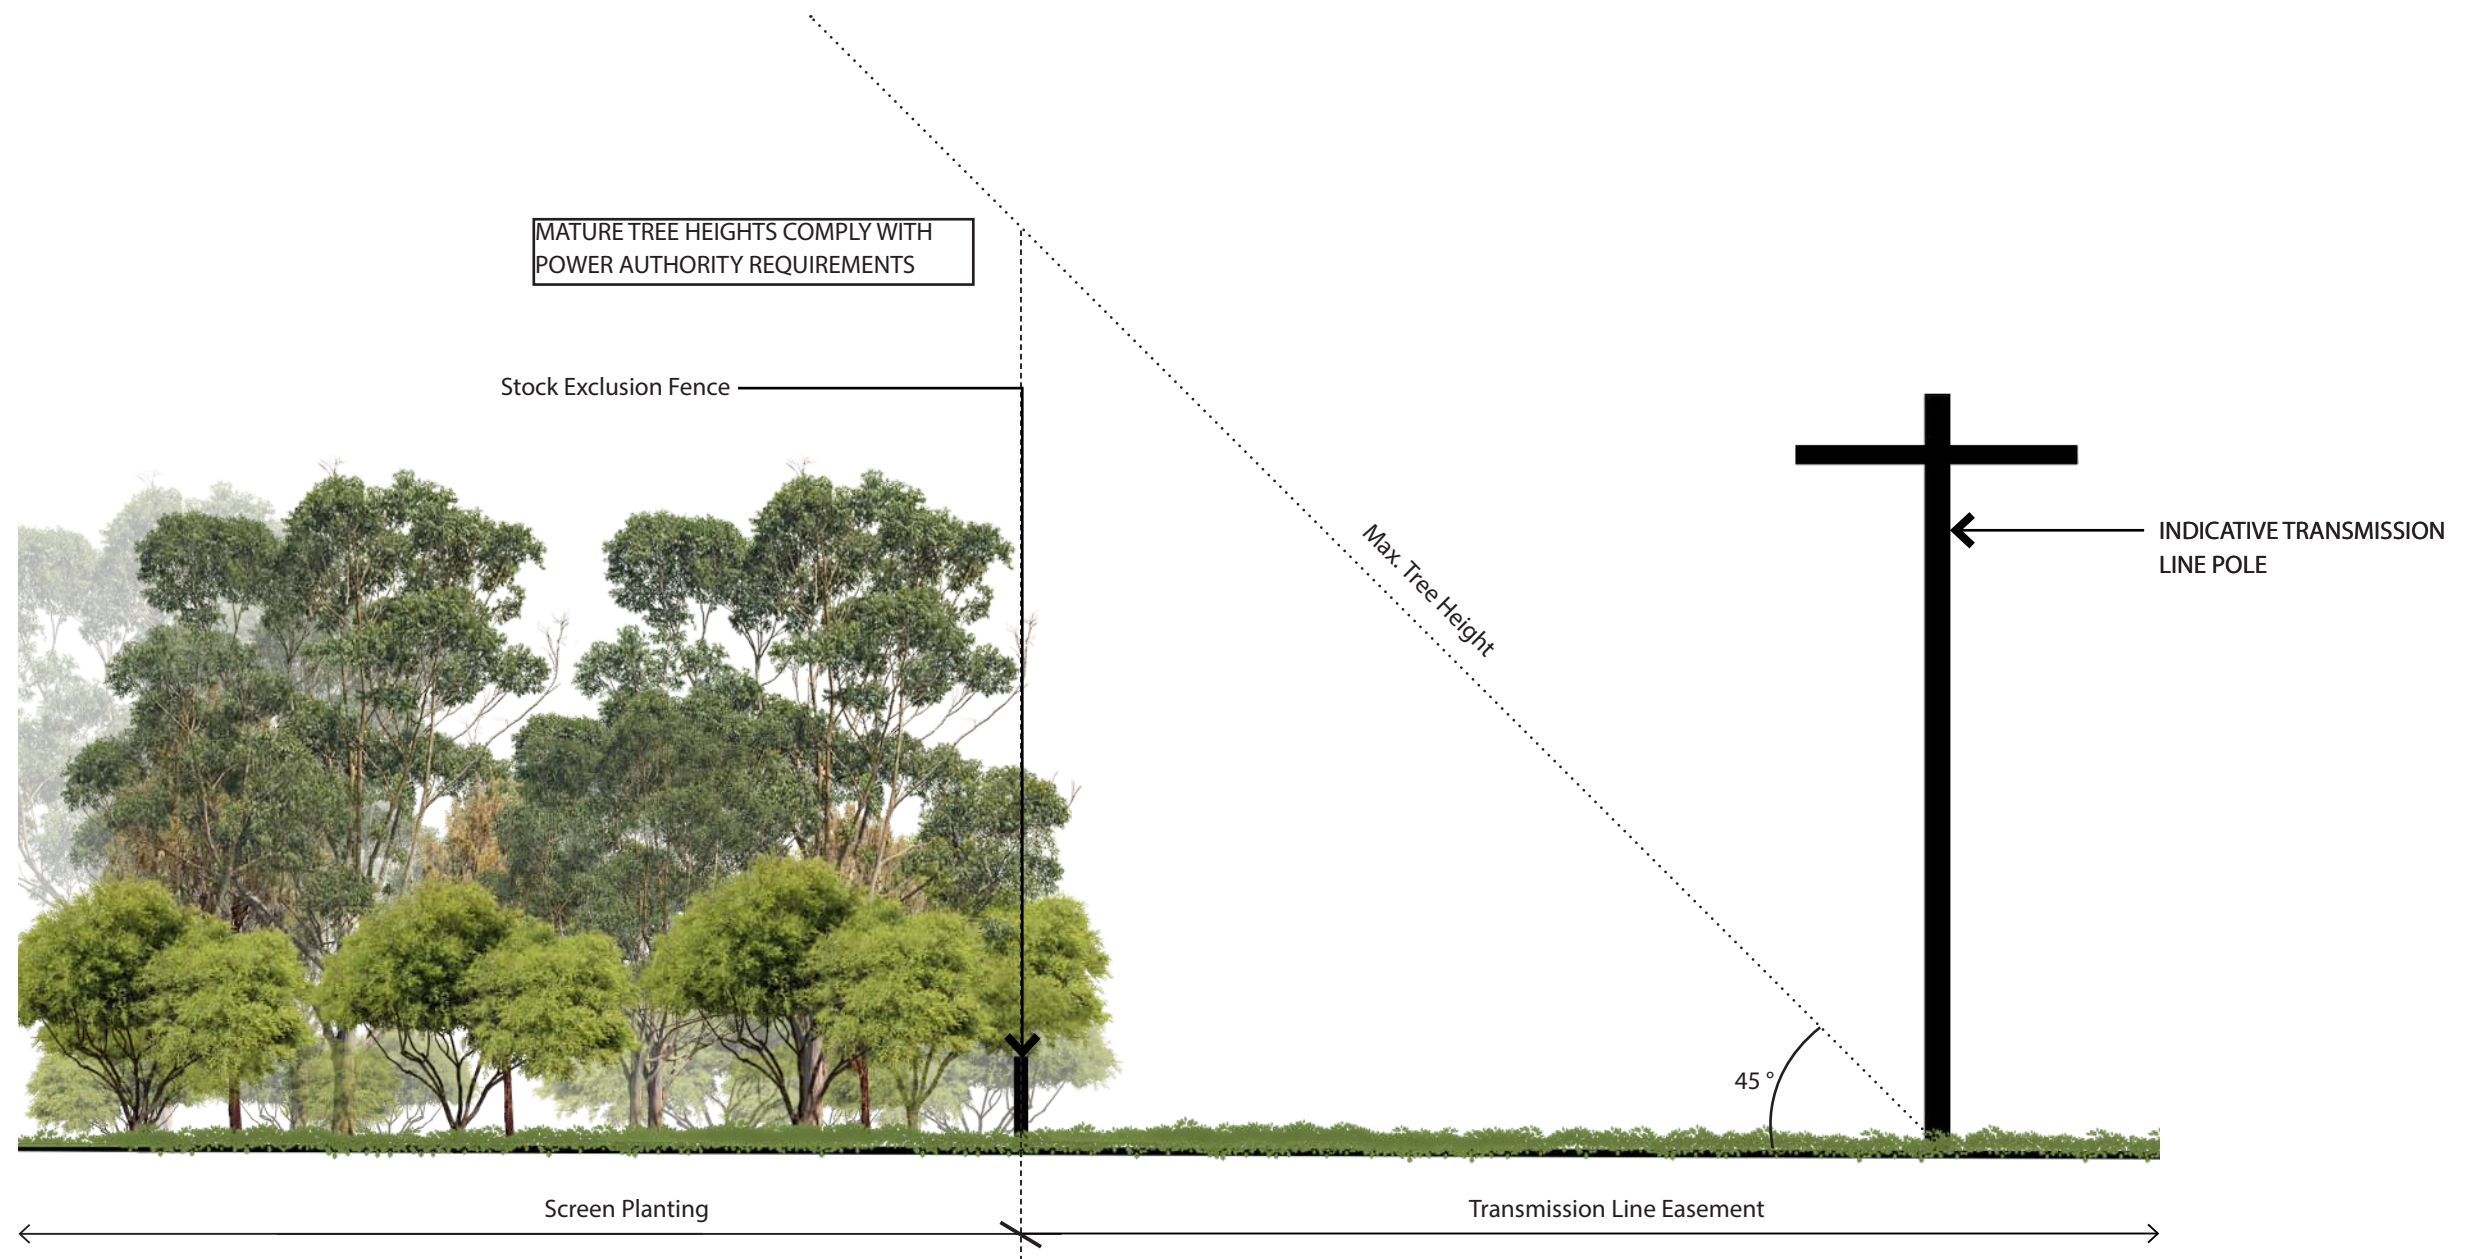 MATURE TREE HEIGHTS COMPLY WITH
POWER AUTHORITY REQUIREMENTS
Stock Exclusion Fence
Max. Tree Height
INDICATIVE TRANSMISSION
LINE POLE
45 °
Screen Planting
Transmission Line Easement